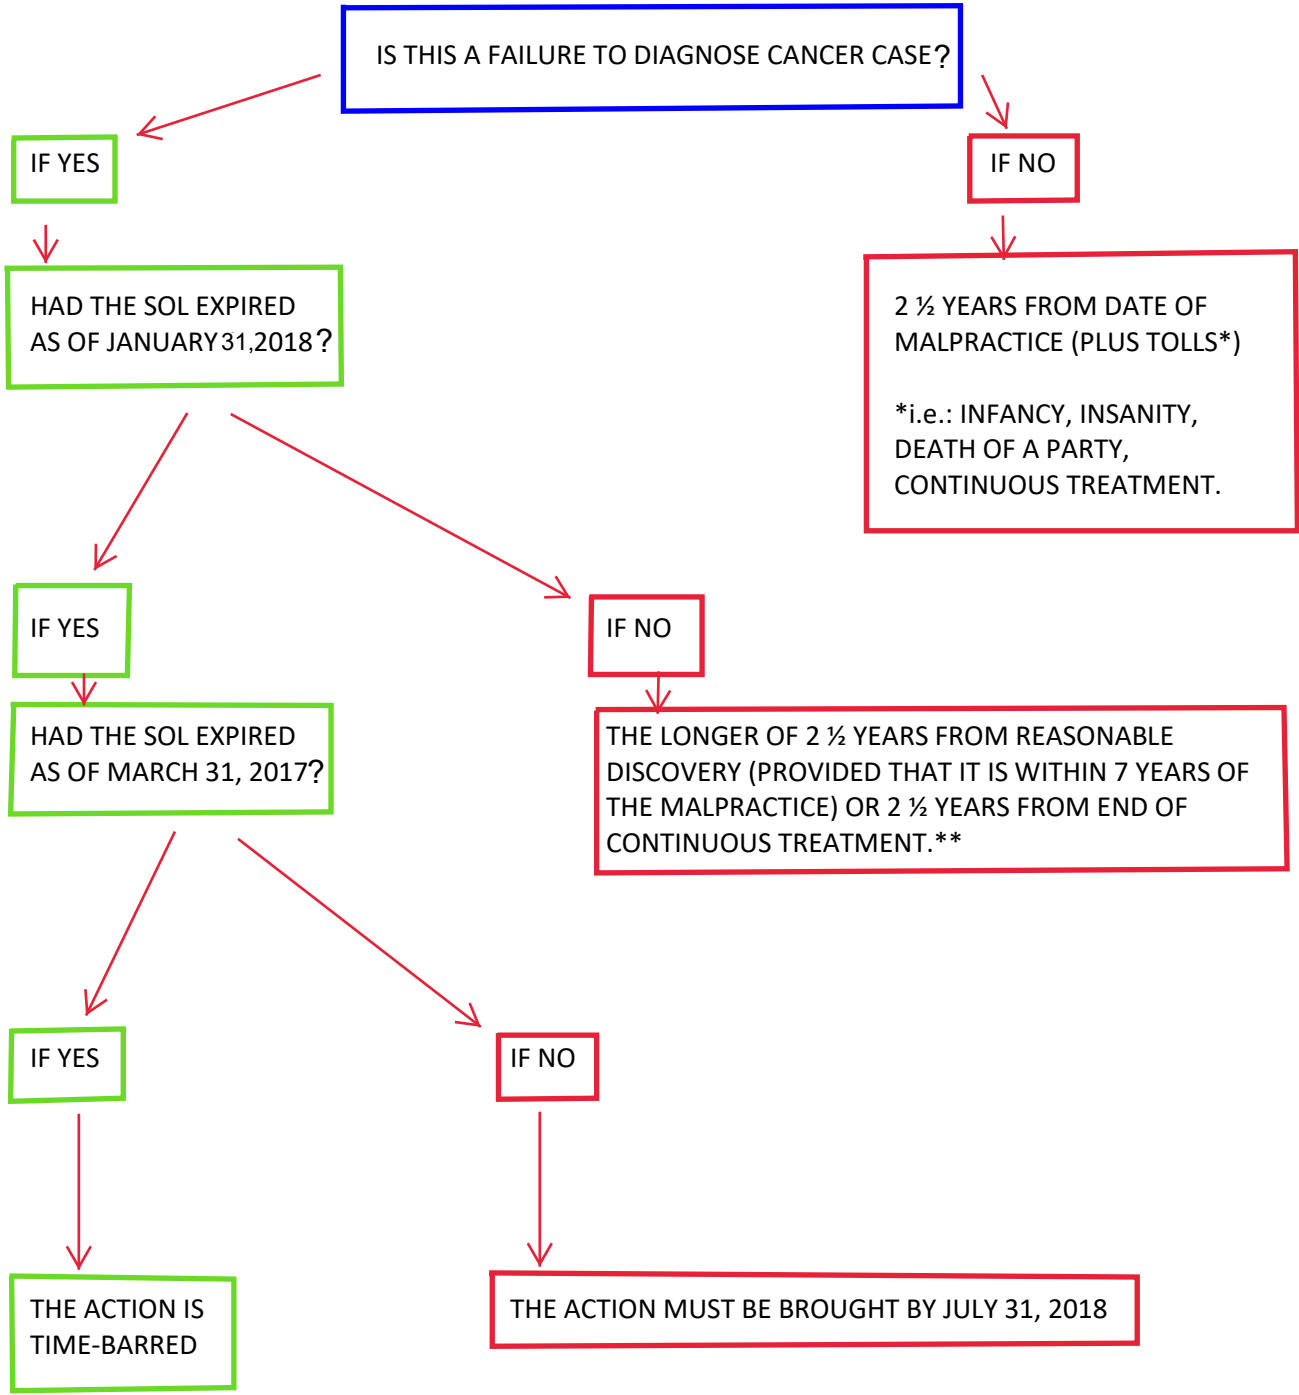 IS THIS A FAILURE TO DIAGNOSE CANCER CASE?
IF YES
IF NO
HAD THE SOL EXPIRED
AS OF JANUARY 31,2018?
2 ½ YEARS FROM DATE OF
MALPRACTICE (PLUS TOLLS*)
*i.e.: INFANCY, INSANITY,
DEATH OF A PARTY,
CONTINUOUS TREATMENT.
IF YES
IF NO
HAD THE SOL EXPIRED
AS OF MARCH 31, 2017?
THE LONGER OF 2 ½ YEARS FROM REASONABLE
DISCOVERY (PROVIDED THAT IT IS WITHIN 7 YEARS OF
THE MALPRACTICE) OR 2 ½ YEARS FROM END OF
CONTINUOUS TREATMENT.**
IF YES
IF NO
THE ACTION IS
TIME-BARRED
THE ACTION MUST BE BROUGHT BY JULY 31, 2018